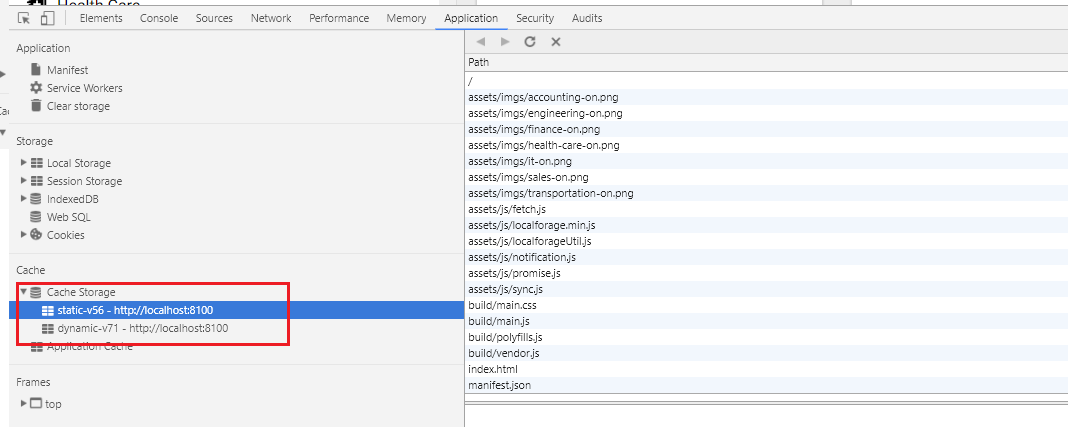 Health Care
Elements Console Sources Network Performance Memory Application Security Audits
Application
Manifest
Service Workers
Clear storage
Storage
Local Storage
Session Storage
IndexedDB
Web SQL
Cookies
Cache
Cache Storage
static-v56 - http://localhost:8100
dynamic-v71 - http://localhost:8100
Application Cache
Frames
top
Path
/
assets/imgs/accounting-on.png
assets/imgs/engineering-on.png
assets/imgs/finance-on.png
assets/imgs/health-care-on.png
assets/imgs/it-on.png
assets/imgs/sales-on.png
assets/imgs/transportation-on.png
assets/js/fetch.js
assets/js/localforage.min.js
assets/js/localforageUtil.js
assets/js/notification.js
assets/js/promise.js
assets/js/sync.js
build/main.css
build/main.js
build/polyfills.js
build/vendor.js
index.html
manifest.json